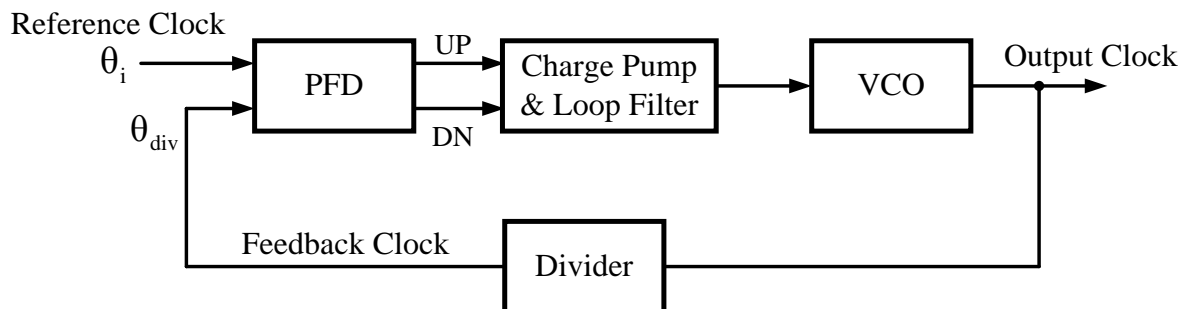 Reference Clock
θi
UP
PFD
Charge Pump
& Loop Filter
VCO
Output Clock
θdiv
DN
Feedback Clock
Divider